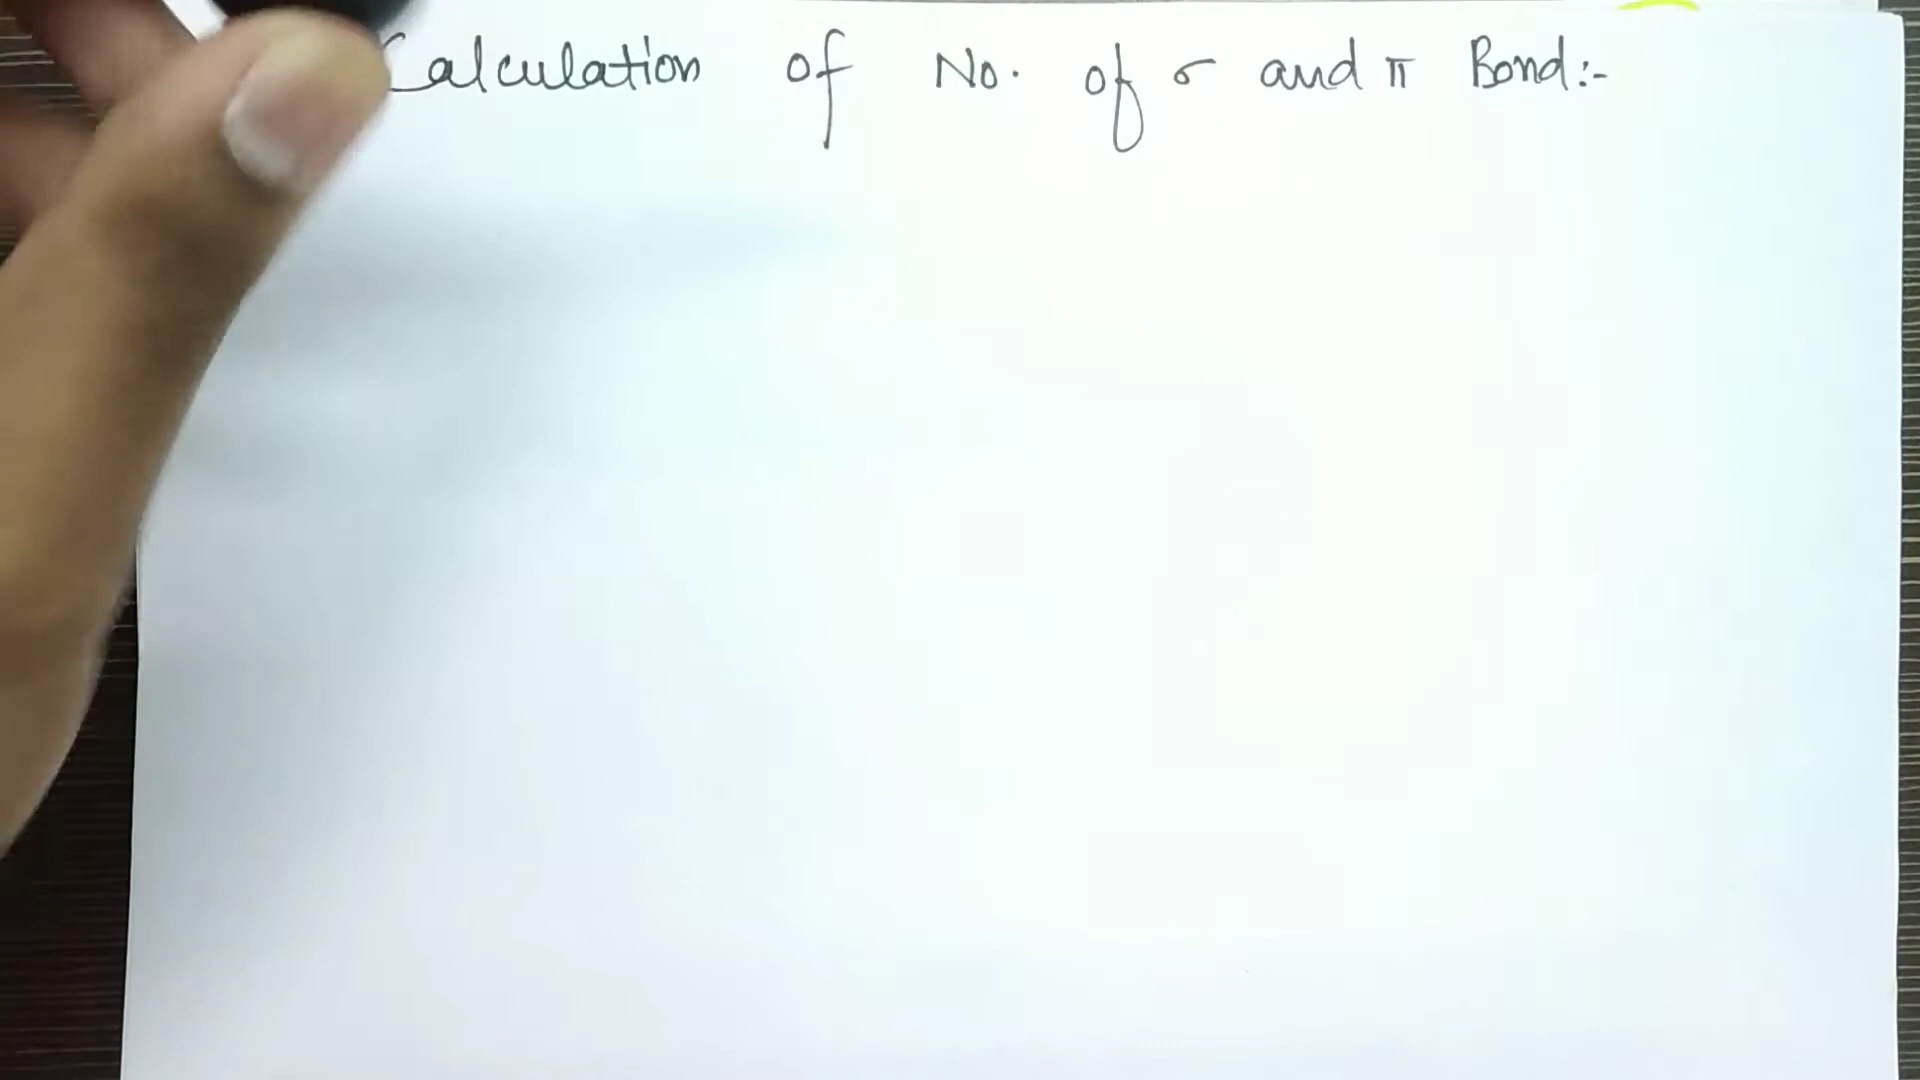 Calculation of No. of σ and π Bond:-